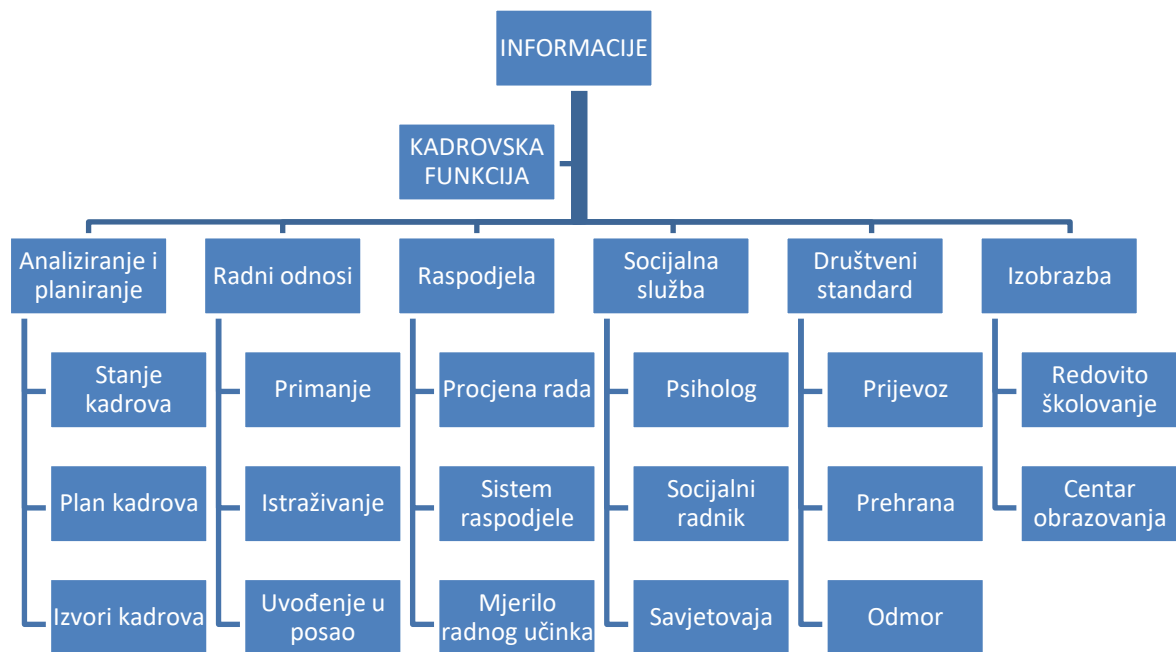 INFORMACIJE
KADROVSKA
FUNKCIJA
Analiziranje i
planiranje
Radni odnosi
Raspodjela
Socijalna
služba
Društveni
standard
Izobrazba
Stanje
kadrova
Primanje
Procjena rada
Psiholog
Prijevoz
Redovito
školovanje
Plan kadrova
Istraživanje
Sistem
raspodjele
Socijalni
radnik
Prehrana
Centar
obrazovanja
Izvori kadrova
Uvođenje u
posao
Mjerilo
radnog učinka
Savjetovaja
Odmor